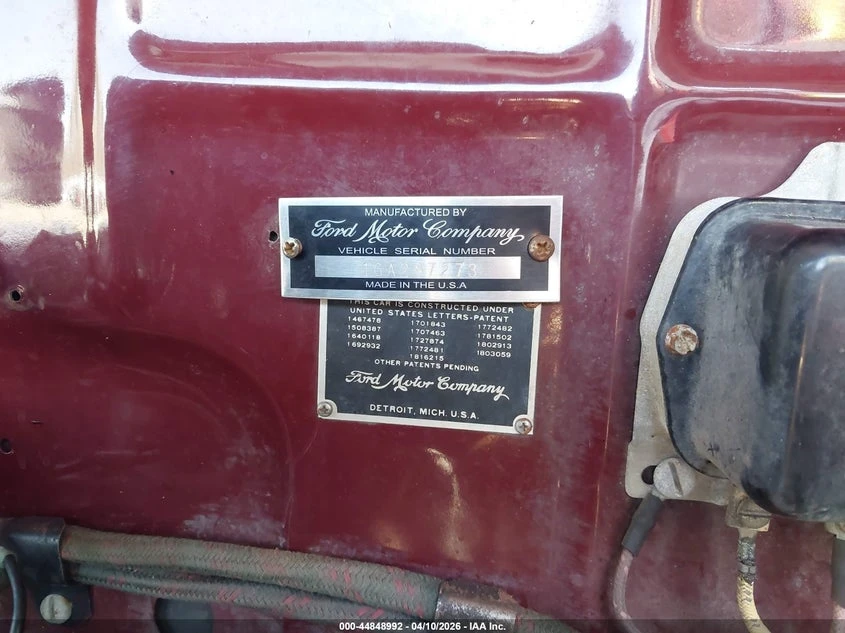 MANUFACTURED BY
Ford Motor Company
VEHICLE SERIAL NUMBER
MADE IN THE U.S.A
THIS CAR IS CONSTRUCTED UNDER
UNITED STATES LETTERS-PATENT
1467478 1701843 1772482
1508387 1707463 1781502
1640118 1727874 1802913
1692932 1772481 1803059
1816215
OTHER PATENTS PENDING
Ford Motor Company
DETROIT, MICH. U.S.A.
000-44848992 - 04/10/2026 - IAA Inc.